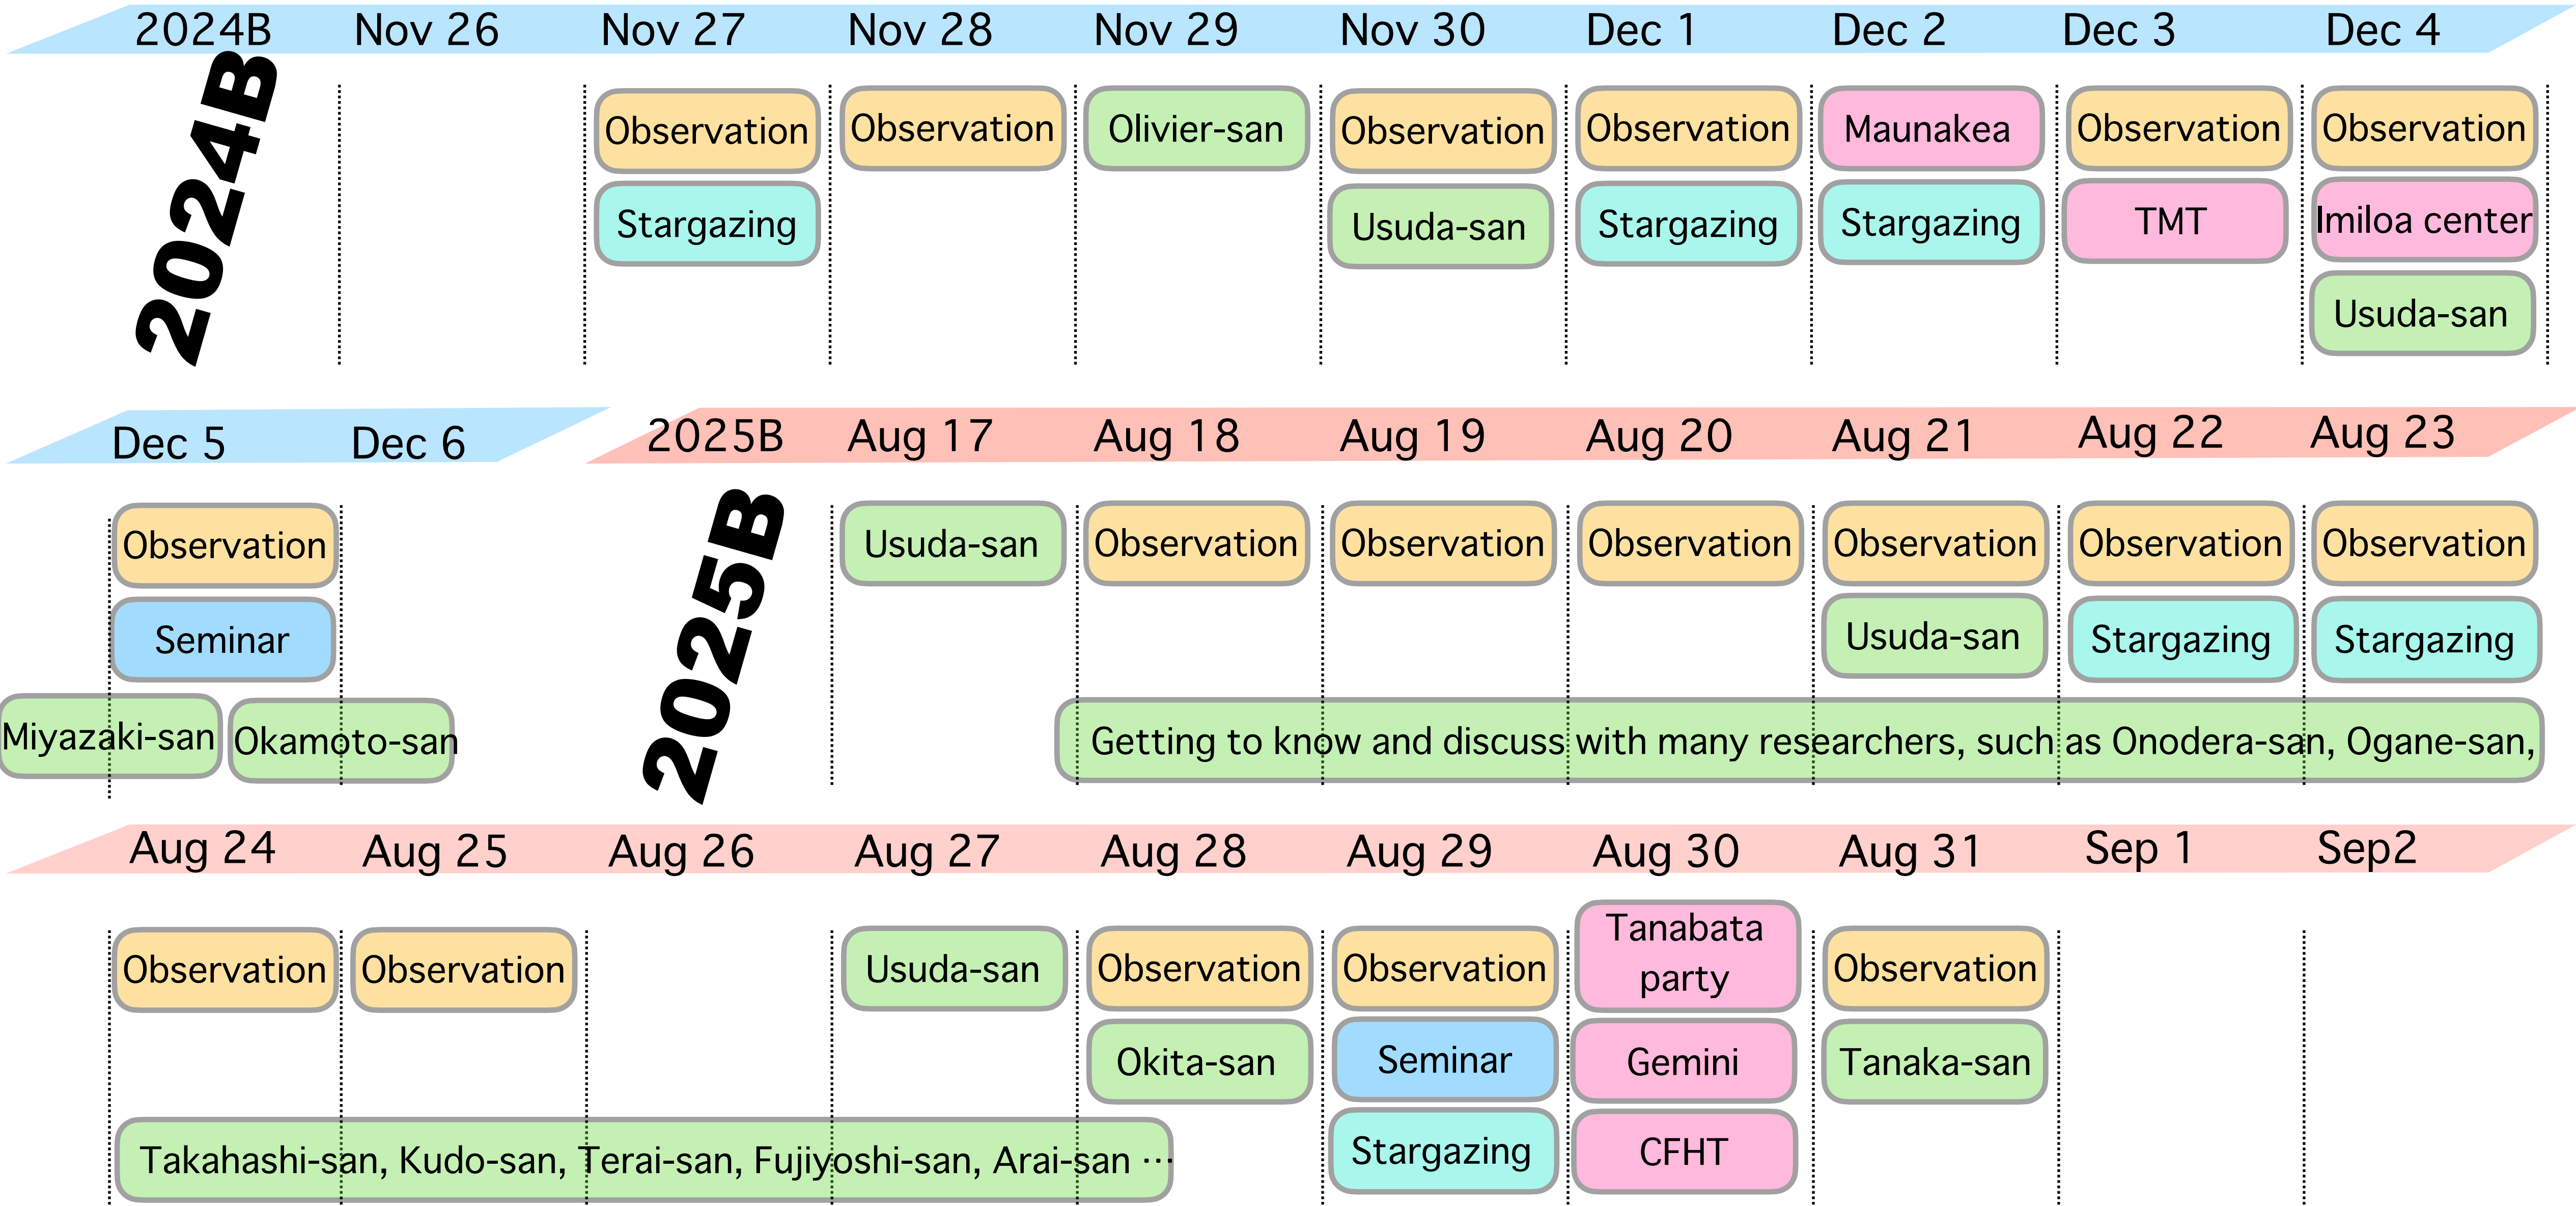 2024B Nov 26 Nov 27 Nov 28 Nov 29 Nov 30 Dec 1 Dec 2 Dec 3 Dec 4
2024B
Observation Observation Olivier-san Observation Observation Maunakea Observation Observation
Stargazing Usuda-san Stargazing Stargazing TMT Imiloa center
Usuda-san
Dec 5 Dec 6 2025B Aug 17 Aug 18 Aug 19 Aug 20 Aug 21 Aug 22 Aug 23
2025B
Observation Usuda-san Observation Observation Observation Observation Observation Observation
Seminar Usuda-san Stargazing Stargazing
Miyazaki-san Okamoto-san Getting to know and discuss with many researchers, such as Onodera-san, Ogane-san,
Aug 24 Aug 25 Aug 26 Aug 27 Aug 28 Aug 29 Aug 30 Aug 31 Sep 1 Sep2
Observation Observation Usuda-san Observation Observation Tanabata
party Observation
Okita-san Seminar Gemini Tanaka-san
Takahashi-san, Kudo-san, Terai-san, Fujiyoshi-san, Arai-san ⋯ Stargazing CFHT